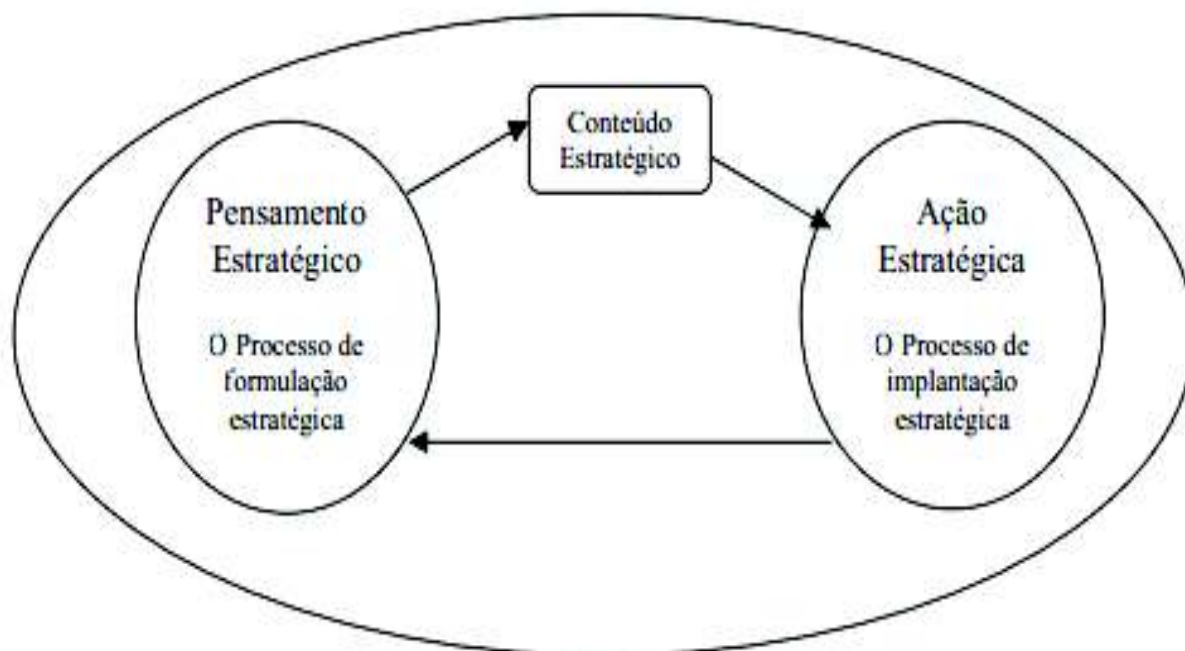 Conteúdo
Estratégico
Pensamento
Estratégico
O Processo de
formulação
estratégica
Ação
Estratégica
O Processo de
implantação
estratégica